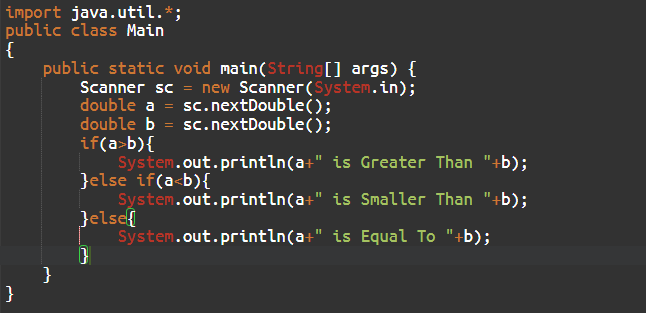 import java.util.*;
public class Main
{
    public static void main(String[] args) {
        Scanner sc = new Scanner(System.in);
        double a = sc.nextDouble();
        double b = sc.nextDouble();
        if(a>b){
            System.out.println(a+" is Greater Than "+b);
        }else if(a<b){
            System.out.println(a+" is Smaller Than "+b);
        }else{
            System.out.println(a+" is Equal To "+b);
        }
    }
}